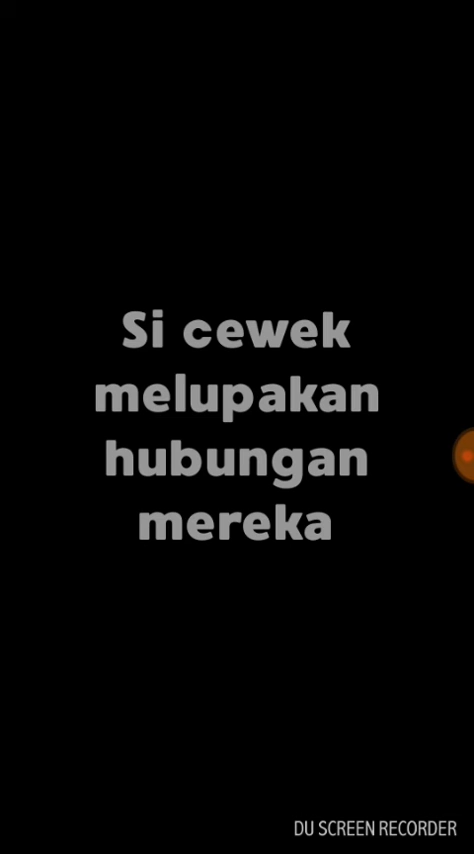 Si cewek
melupakan
hubungan
mereka
DU SCREEN RECORDER